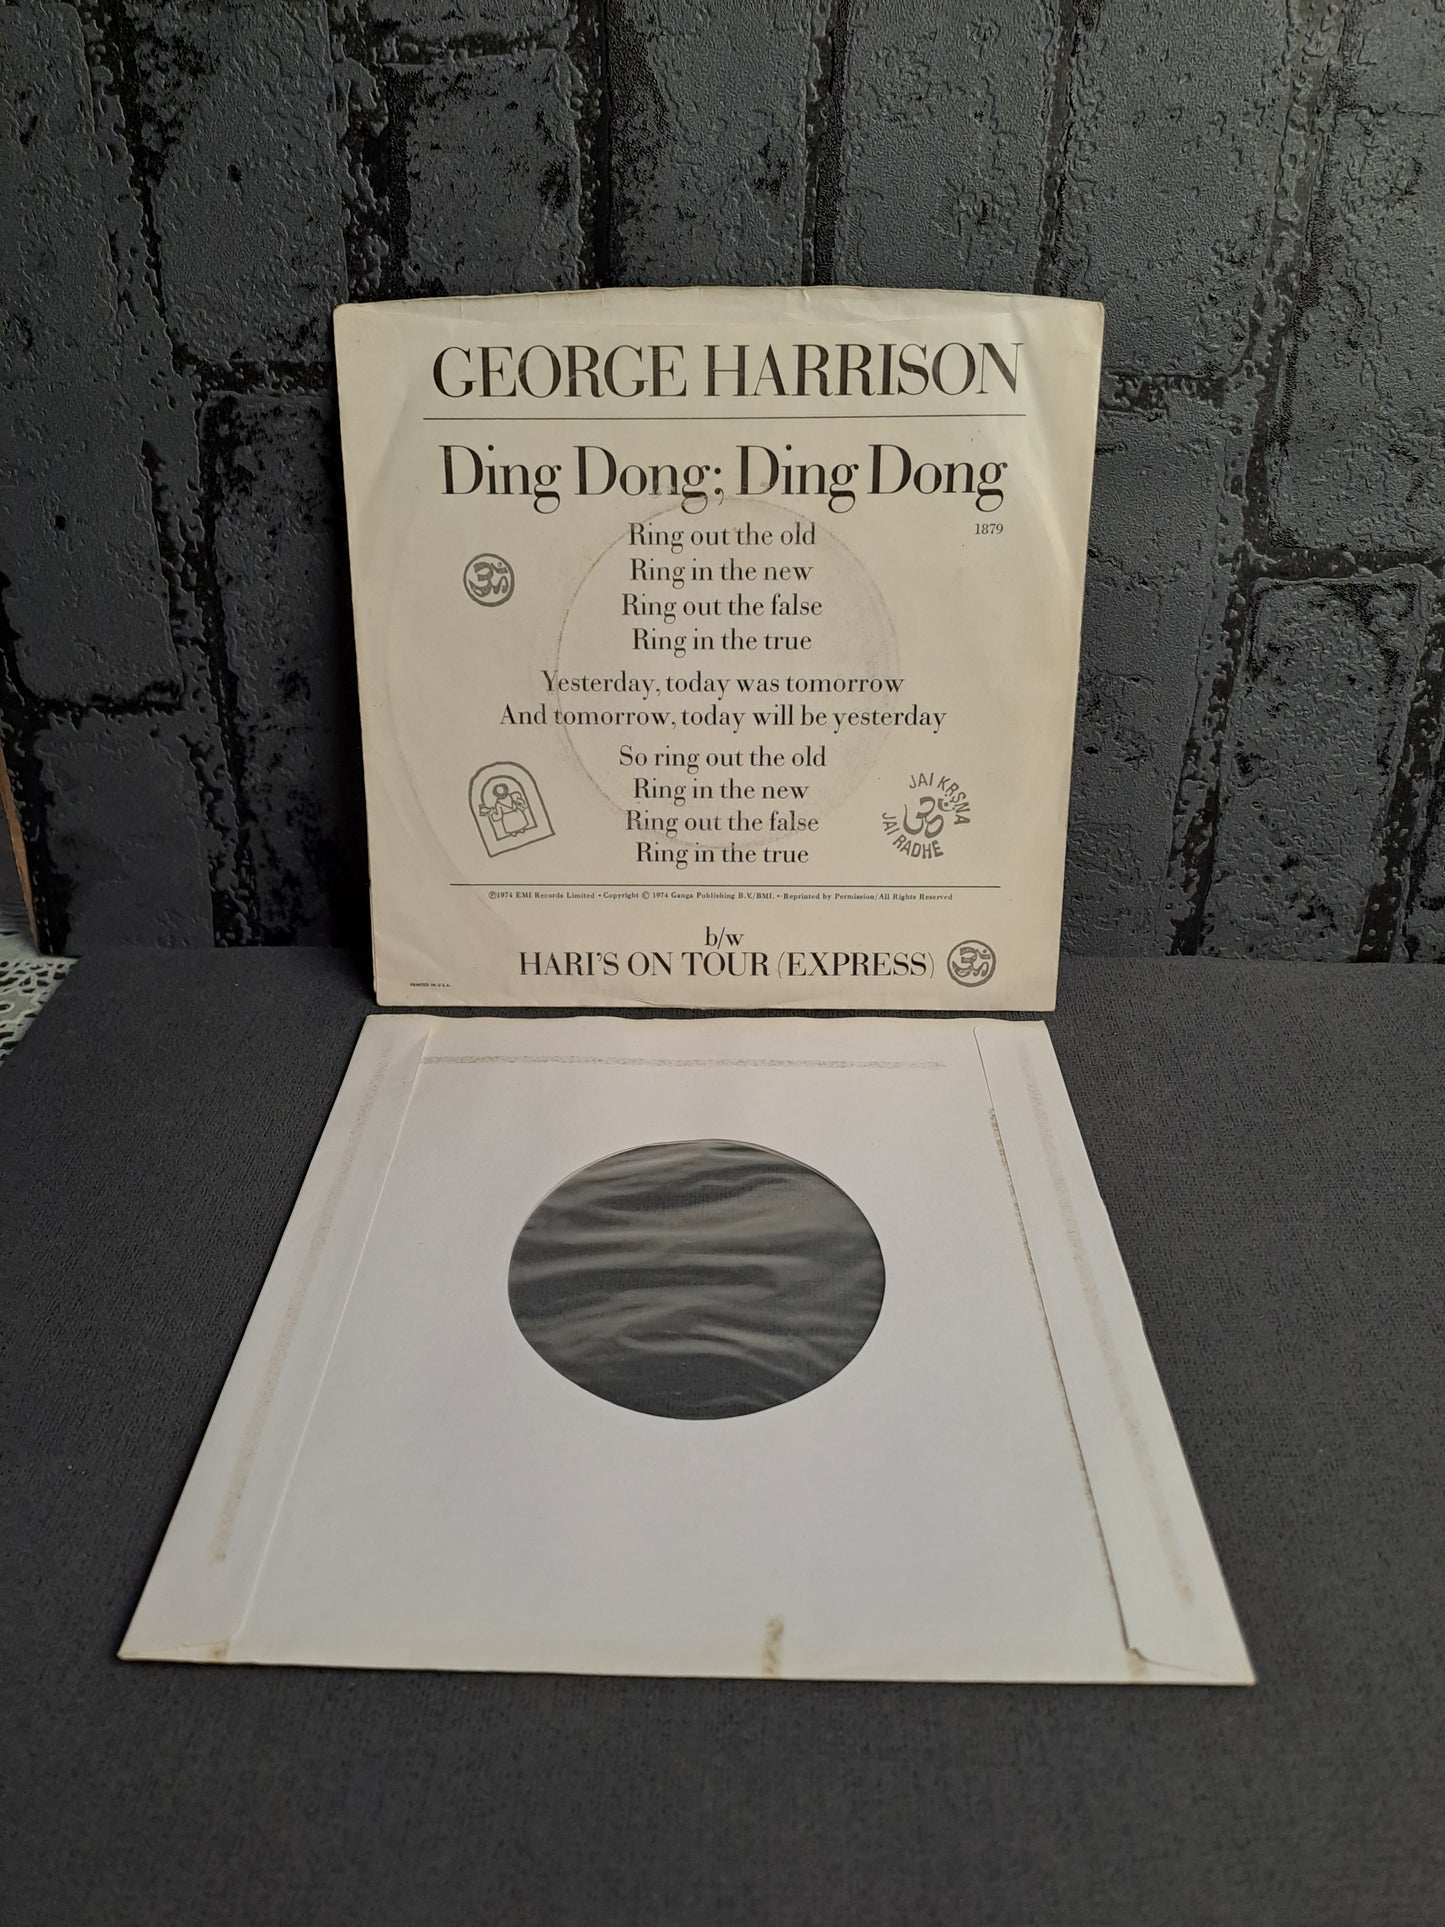 GEORGE HARRISON
Ding Dong; Ding Dong
1879
Ring out the old
Ring in the new
Ring out the false
Ring in the true
Yesterday, today was tomorrow
And tomorrow, today will be yesterday
So ring out the old
Ring in the new
Ring out the false
Ring in the true
ॐ
JAI KRSNA
ॐ
JAI RADHE
℗1974 EMI Records Limited • Copyright © 1974 Ganga Publishing B.V./BMI. • Reprinted by Permission/All Rights Reserved
b/w
HARI'S ON TOUR (EXPRESS)
ॐ
PRINTED IN U.S.A.